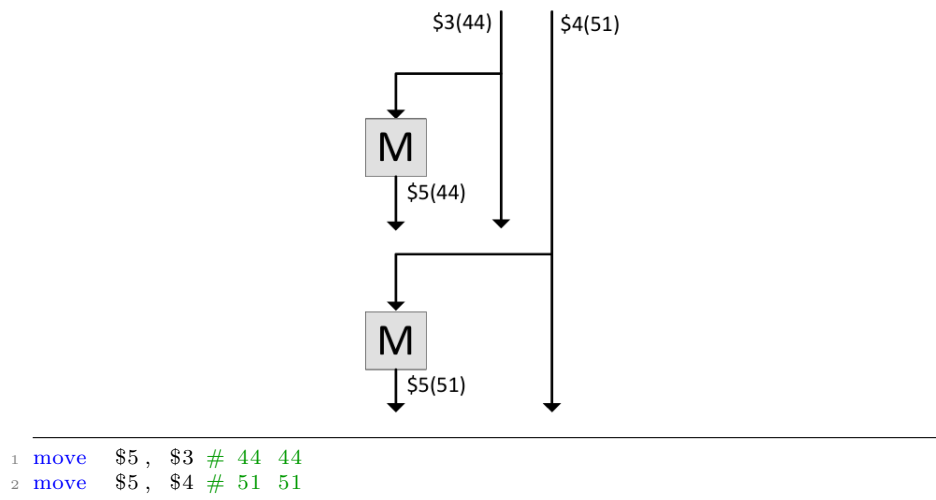 $3(44) $4(51)
M
$5(44)
M
$5(51)
1 move $5, $3 # 44 44
2 move $5, $4 # 51 51